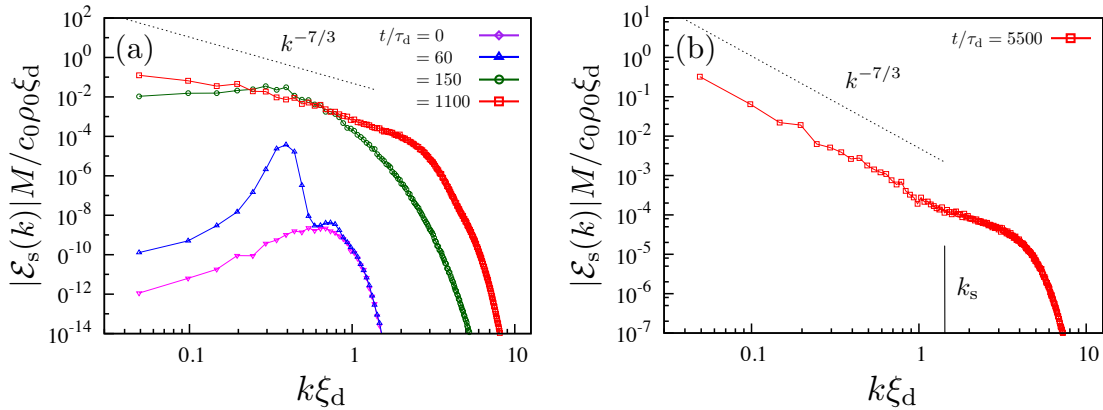 (a)
|ℰ_s(k)|M/c_0ρ_0ξ_d
10^2
10^0
10^-2
10^-4
10^-6
10^-8
0^-10
0^-12
10^-14
k^-7/3
t/τ_d = 0
= 60
= 150
= 1100
0.1 1 10
kξ_d
(b)
|ℰ_s(k)|M/c_0ρ_0ξ_d
10^1
10^0
10^-1
10^-2
10^-3
10^-4
10^-5
10^-6
10^-7
t/τ_d = 5500
k^-7/3
k_s
0.1 1 10
kξ_d